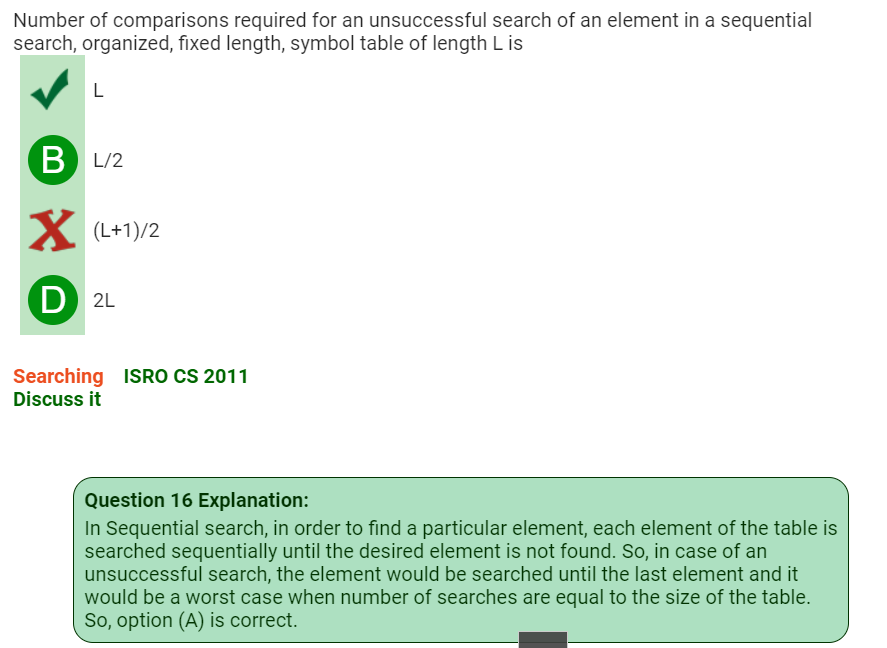 Number of comparisons required for an unsuccessful search of an element in a sequential
search, organized, fixed length, symbol table of length L is
L
B L/2
X (L+1)/2
D 2L
Searching ISRO CS 2011
Discuss it
Question 16 Explanation:
In Sequential search, in order to find a particular element, each element of the table is
searched sequentially until the desired element is not found. So, in case of an
unsuccessful search, the element would be searched until the last element and it
would be a worst case when number of searches are equal to the size of the table.
So, option (A) is correct.